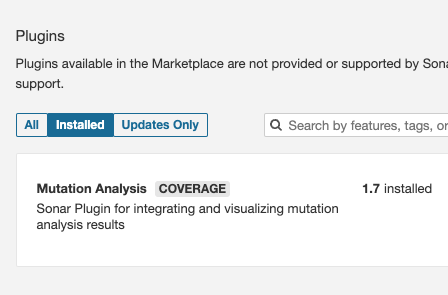 Plugins
Plugins available in the Marketplace are not provided or supported by
support.
All Installed Updates Only Search by features, tags, or
Mutation Analysis COVERAGE 1.7 installed
Sonar Plugin for integrating and visualizing mutation
analysis results